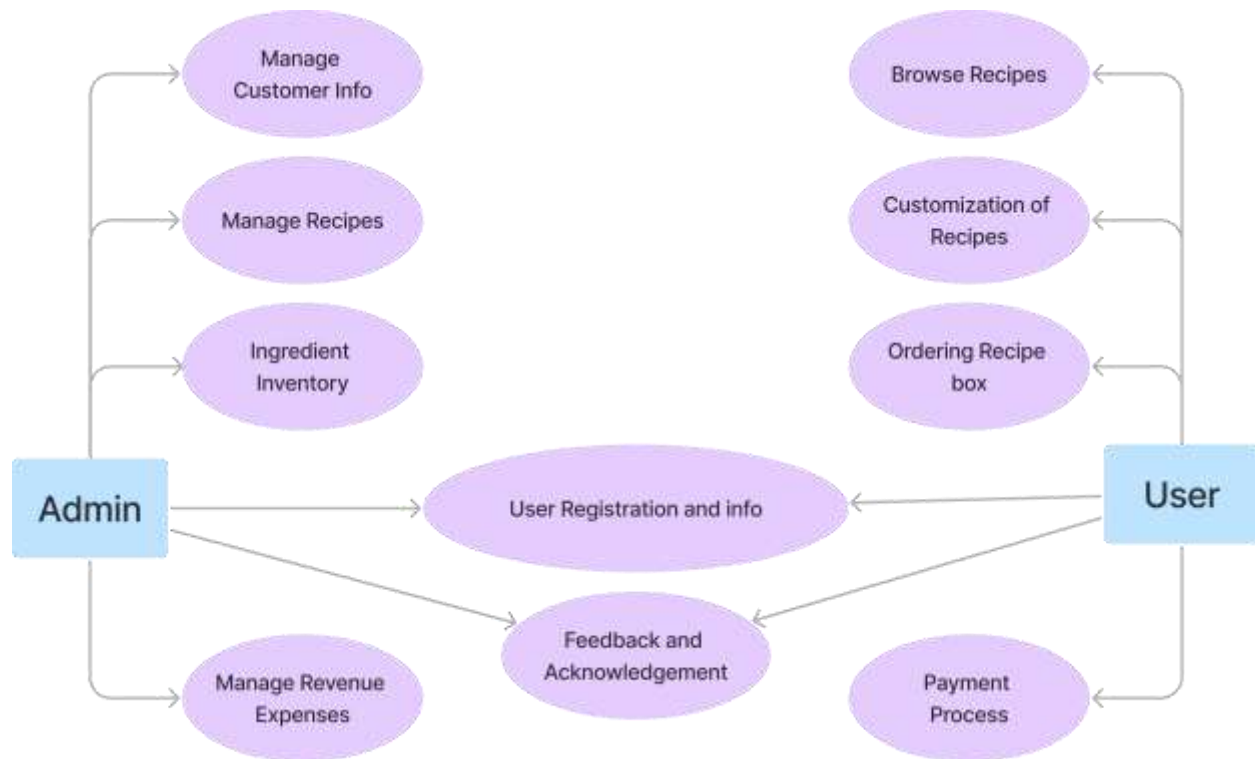 Manage
Customer Info
Browse Recipes
Manage Recipes
Customization of
Recipes
Ingredient
Inventory
Ordering Recipe
box
Admin
User Registration and info
User
Feedback and
Acknowledgement
Manage Revenue
Expenses
Payment
Process